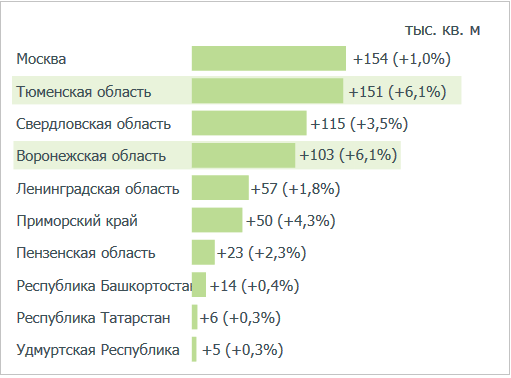 тыс. кв. м
Москва +154 (+1,0%)
Тюменская область +151 (+6,1%)
Свердловская область +115 (+3,5%)
Воронежская область +103 (+6,1%)
Ленинградская область +57 (+1,8%)
Приморский край +50 (+4,3%)
Пензенская область +23 (+2,3%)
Республика Башкортостан +14 (+0,4%)
Республика Татарстан +6 (+0,3%)
Удмуртская Республика +5 (+0,3%)